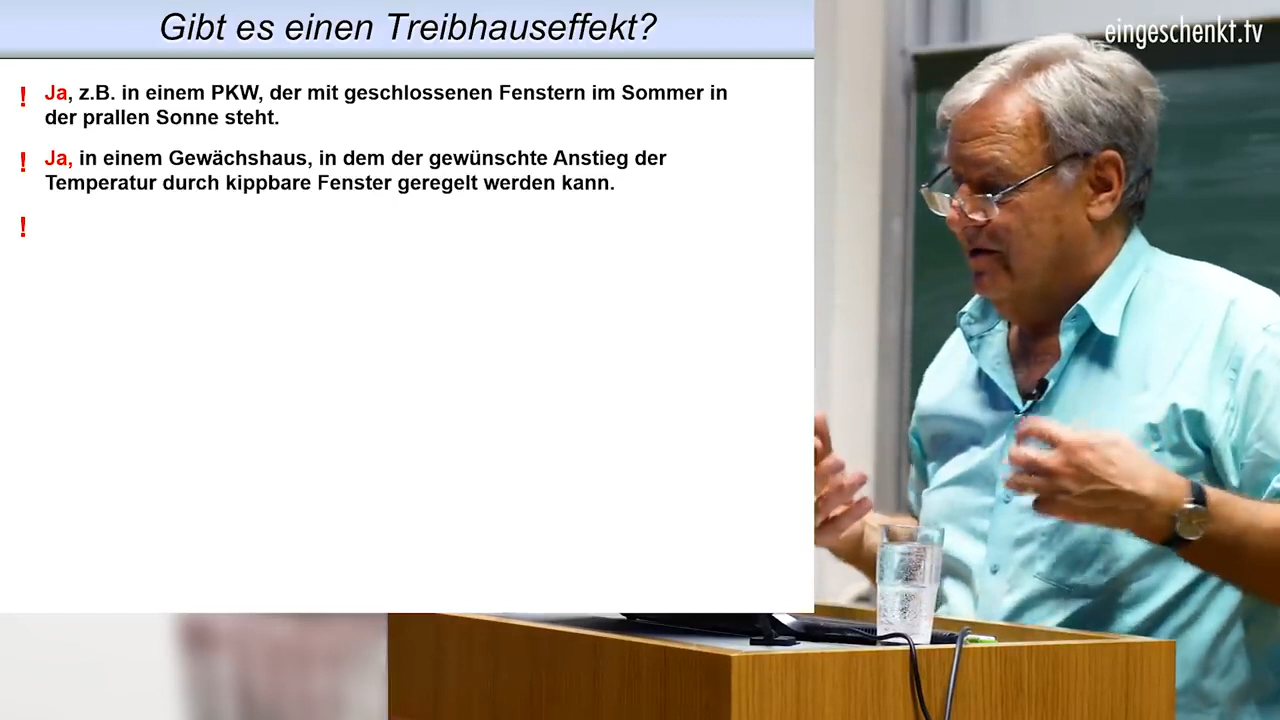 Gibt es einen Treibhauseffekt?
eingeschenkt.tv
! Ja, z.B. in einem PKW, der mit geschlossenen Fenstern im Sommer in
der prallen Sonne steht.
! Ja, in einem Gewächshaus, in dem der gewünschte Anstieg der
Temperatur durch kippbare Fenster geregelt werden kann.
!